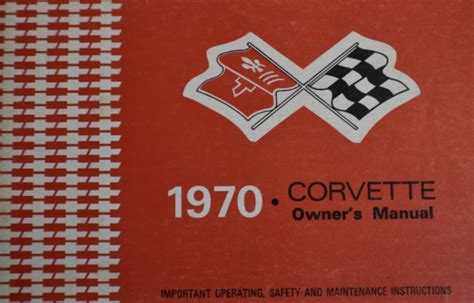 1970 • CORVETTE
Owner's Manual
IMPORTANT OPERATING, SAFETY AND MAINTENANCE INSTRUCTIONS